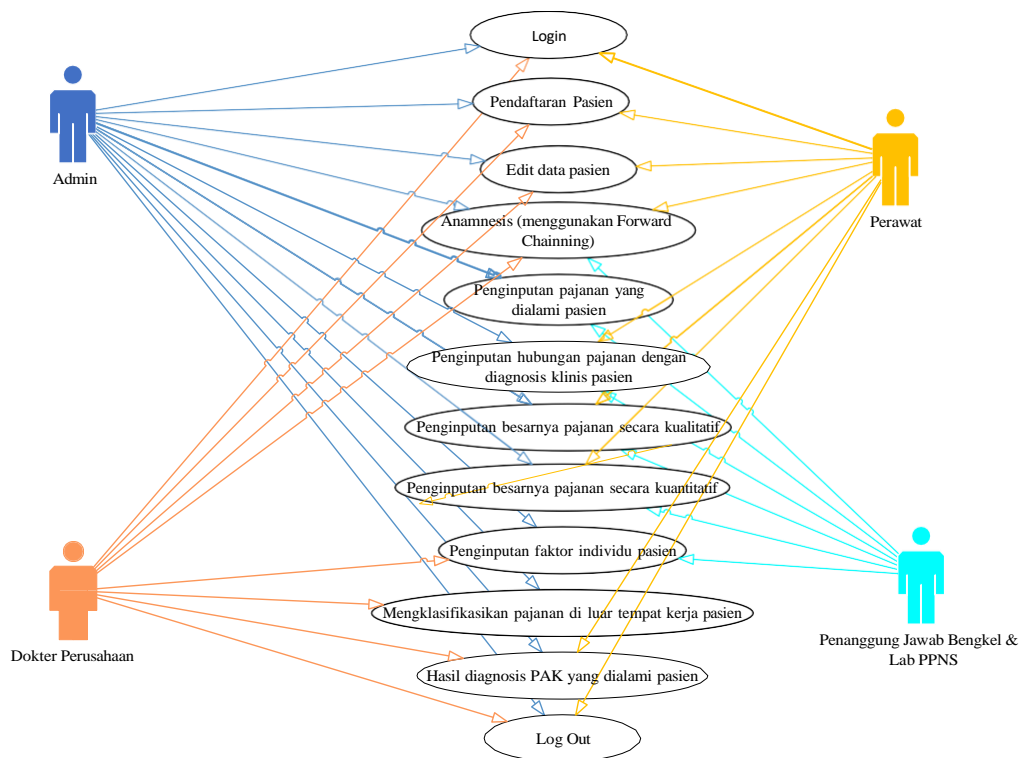 Login
Pendaftaran Pasien
Admin
Edit data pasien
Perawat
Anamnesis (menggunakan Forward
Chainning)
Penginputan pajanan yang
dialami pasien
Penginputan hubungan pajanan dengan
diagnosis klinis pasien
Penginputan besarnya pajanan secara kualitatif
Penginputan besarnya pajanan secara kuantitatif
Penginputan faktor individu pasien
Mengklasifikasikan pajanan di luar tempat kerja pasien
Dokter Perusahaan
Penanggung Jawab Bengkel &
Lab PPNS
Hasil diagnosis PAK yang dialami pasien
Log Out